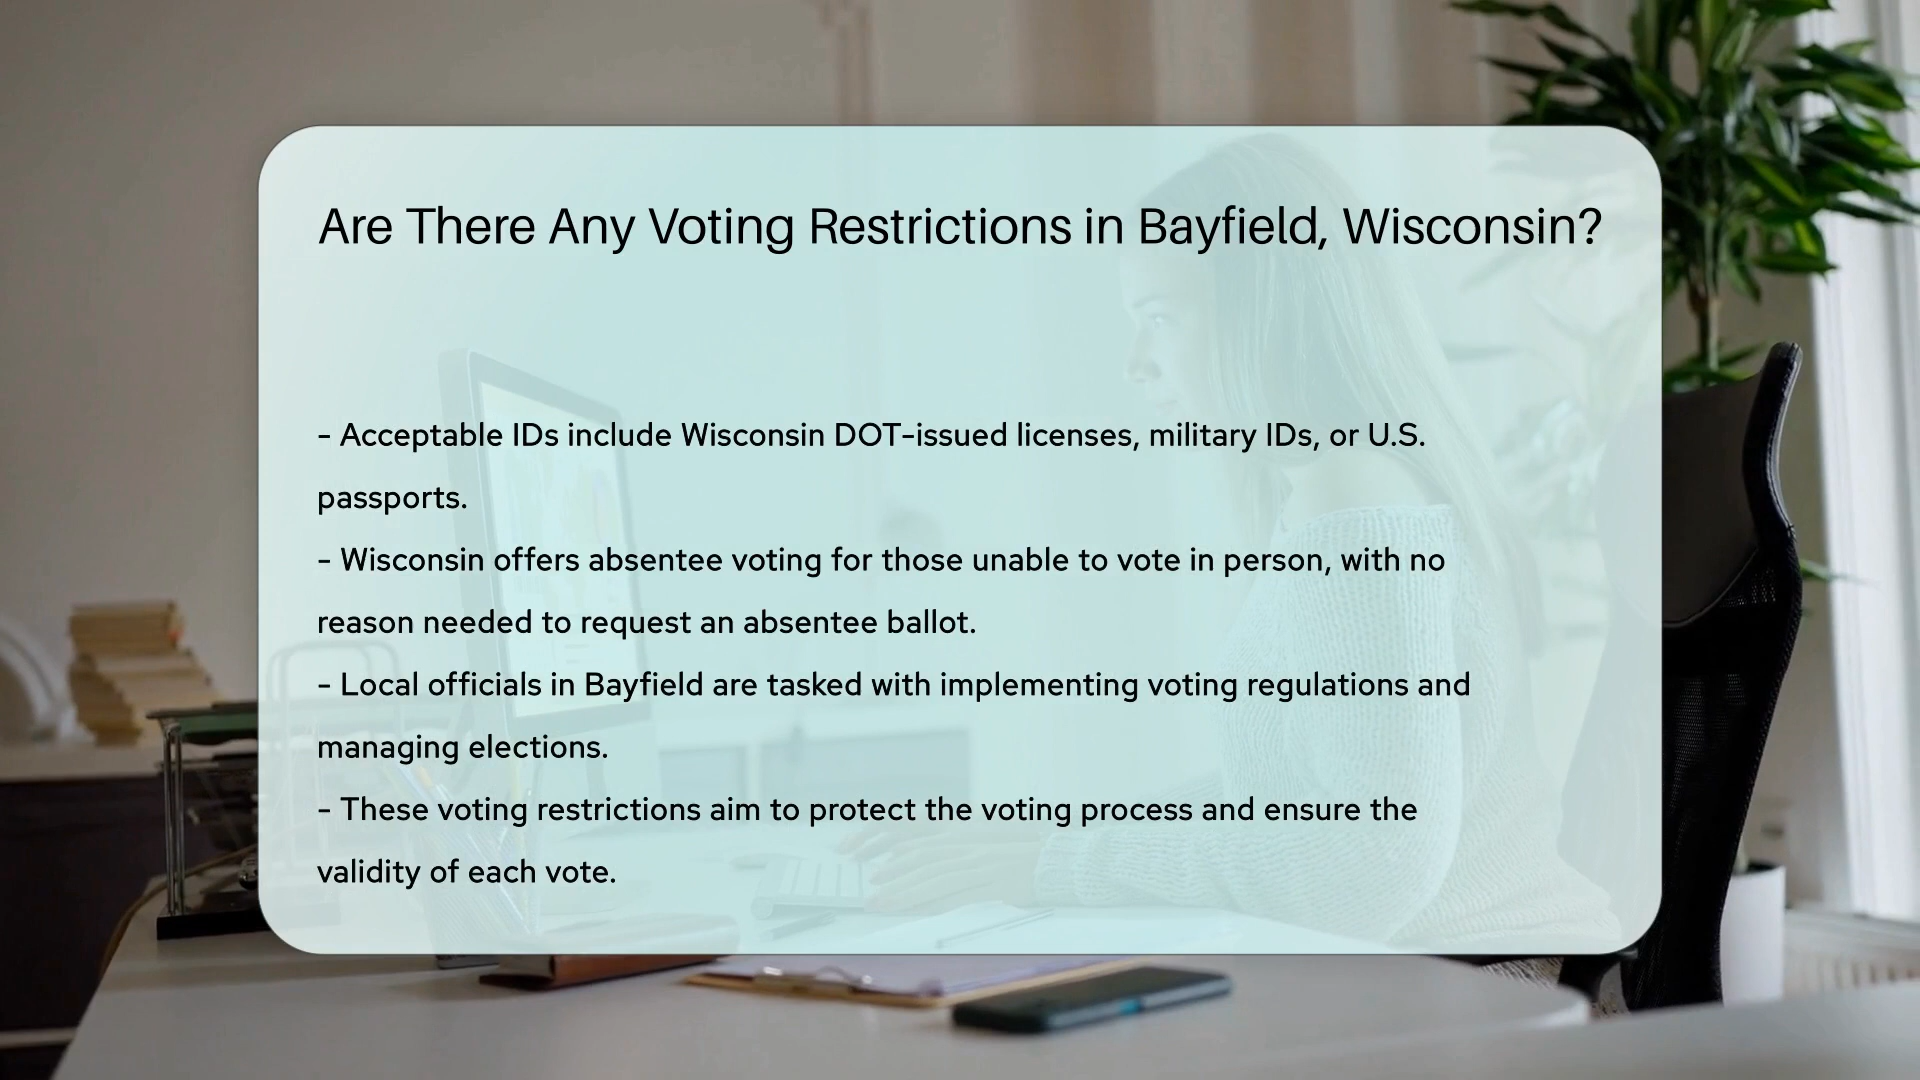 Are There Any Voting Restrictions in Bayfield, Wisconsin?
- Acceptable IDs include Wisconsin DOT-issued licenses, military IDs, or U.S.
passports.
- Wisconsin offers absentee voting for those unable to vote in person, with no
reason needed to request an absentee ballot.
- Local officials in Bayfield are tasked with implementing voting regulations and
managing elections.
- These voting restrictions aim to protect the voting process and ensure the
validity of each vote.